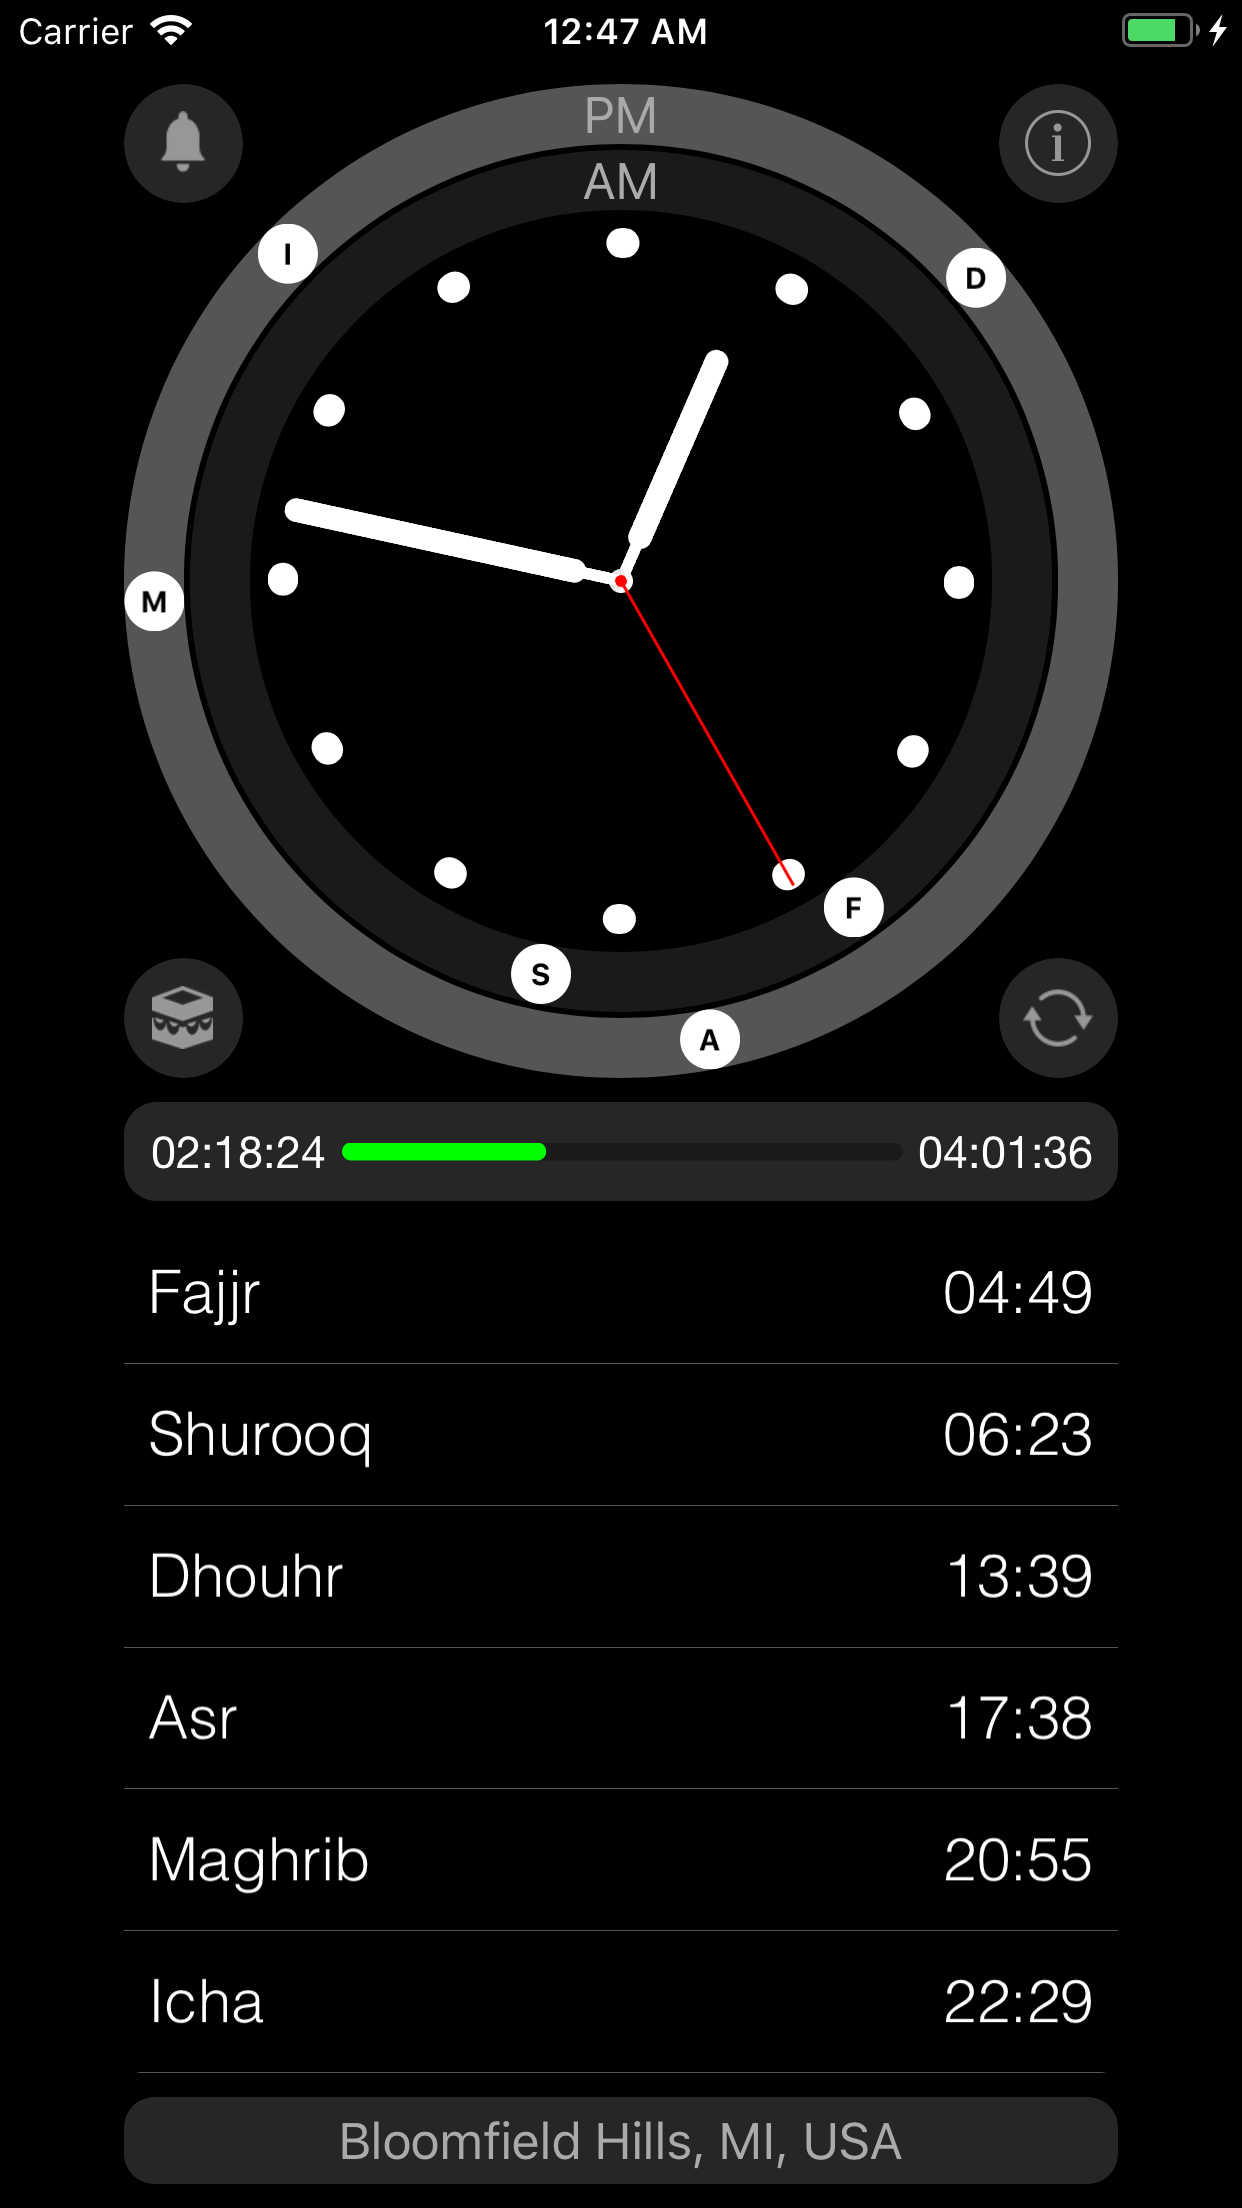 Carrier 12:47 AM
PM
AM
i
I
D
M
F
S
A
02:18:24 04:01:36
Fajjr 04:49
Shurooq 06:23
Dhouhr 13:39
Asr 17:38
Maghrib 20:55
Icha 22:29
Bloomfield Hills, MI, USA